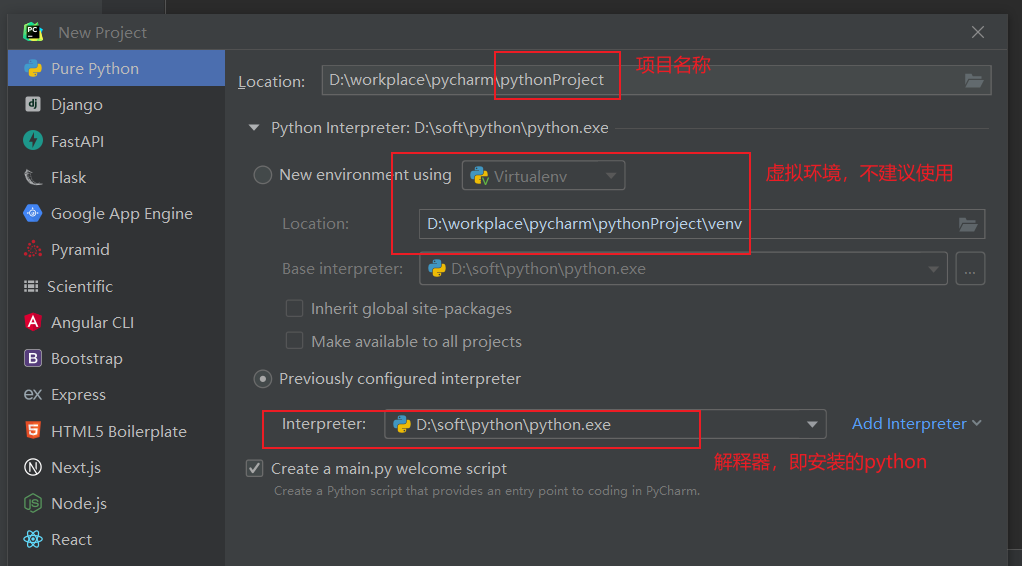 New Project
Pure Python
Django
FastAPI
Flask
Google App Engine
Pyramid
Scientific
Angular CLI
Bootstrap
Express
HTML5 Boilerplate
Next.js
Node.js
React
Location: D:\workplace\pycharm\pythonProject
项目名称
Python Interpreter: D:\soft\python\python.exe
New environment using Virtualenv
虚拟环境，不建议使用
Location: D:\workplace\pycharm\pythonProject\venv
Base interpreter: D:\soft\python\python.exe ...
Inherit global site-packages
Make available to all projects
Previously configured interpreter
Interpreter: D:\soft\python\python.exe Add Interpreter
解释器，即安装的python
Create a main.py welcome script
Create a Python script that provides an entry point to coding in PyCharm.